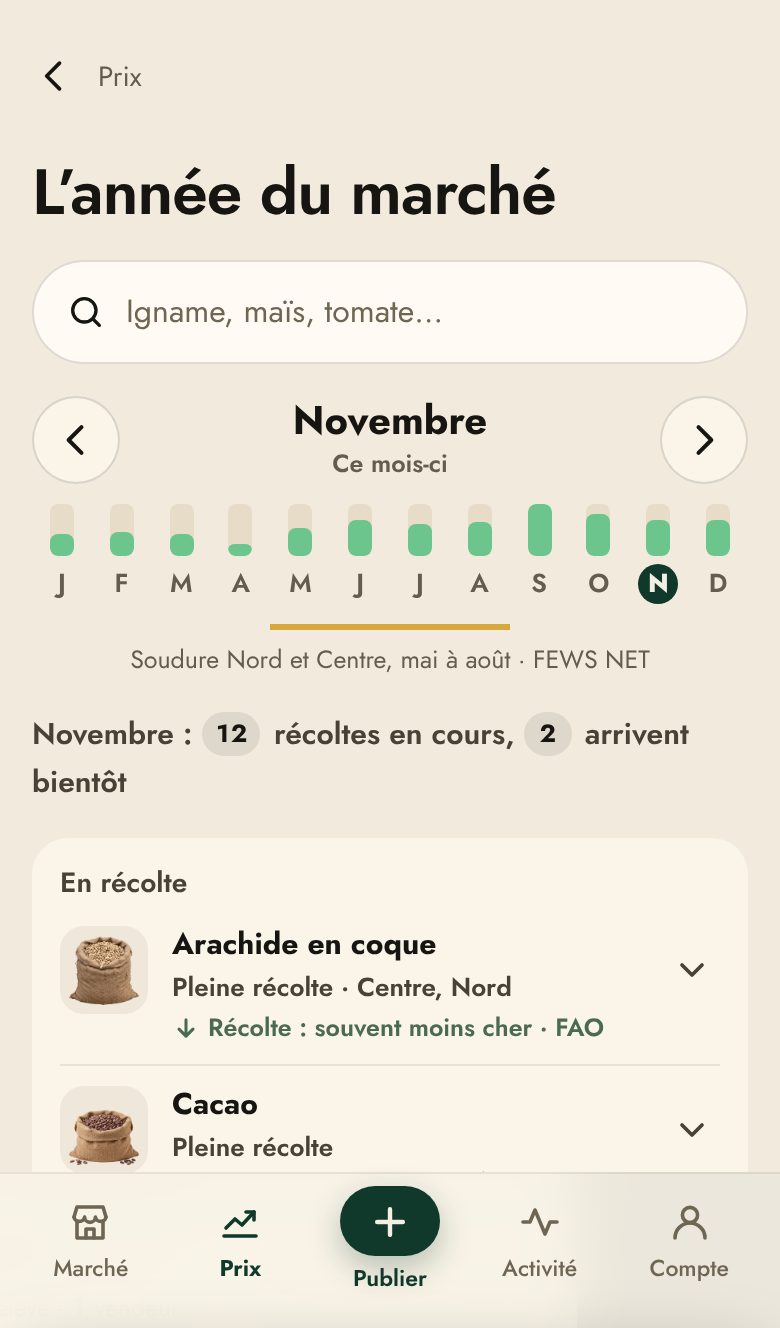 Prix
L'année du marché
Igname, maïs, tomate...
Novembre
Ce mois-ci
J F M A M J J A S O N D
Soudure Nord et Centre, mai à août · FEWS NET
Novembre : 12 récoltes en cours, 2 arrivent
bientôt
En récolte
Arachide en coque
Pleine récolte · Centre, Nord
↓ Récolte : souvent moins cher · FAO
Cacao
Pleine récolte
Marché Prix Publier Activité Compte